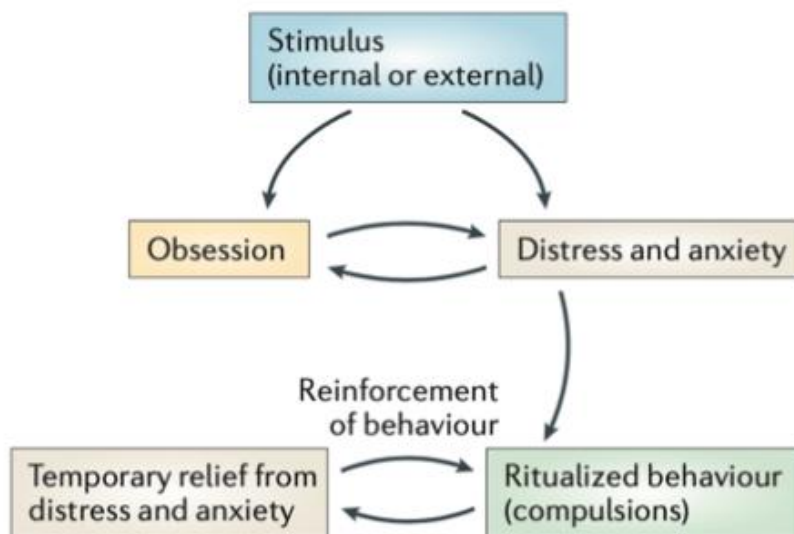 Stimulus
(internal or external)
Obsession
Distress and anxiety
Reinforcement
of behaviour
Temporary relief from
distress and anxiety
Ritualized behaviour
(compulsions)